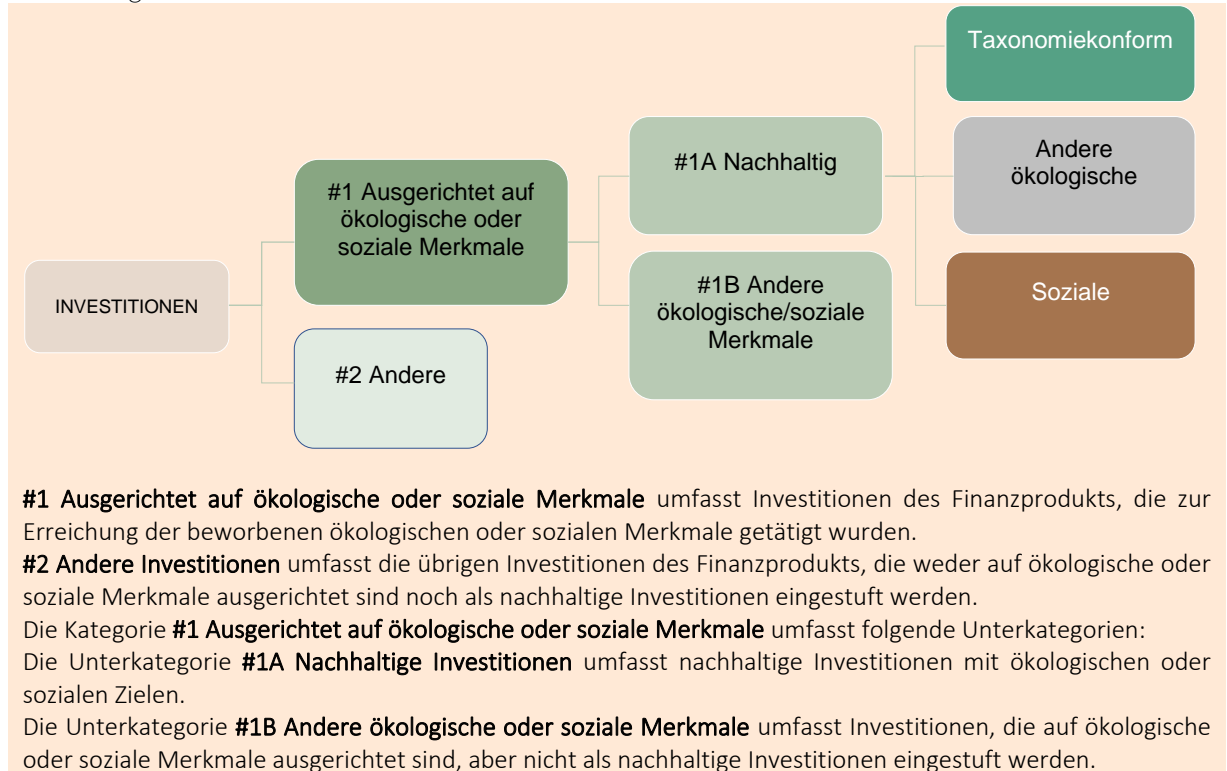 Taxonomiekonform
#1A Nachhaltig
Andere
ökologische
#1 Ausgerichtet auf
ökologische oder
soziale Merkmale
INVESTITIONEN
#1B Andere
ökologische/soziale
Merkmale
Soziale
#2 Andere
#1 Ausgerichtet auf ökologische oder soziale Merkmale umfasst Investitionen des Finanzprodukts, die zur
Erreichung der beworbenen ökologischen oder sozialen Merkmale getätigt wurden.
#2 Andere Investitionen umfasst die übrigen Investitionen des Finanzprodukts, die weder auf ökologische oder
soziale Merkmale ausgerichtet sind noch als nachhaltige Investitionen eingestuft werden.
Die Kategorie #1 Ausgerichtet auf ökologische oder soziale Merkmale umfasst folgende Unterkategorien:
Die Unterkategorie #1A Nachhaltige Investitionen umfasst nachhaltige Investitionen mit ökologischen oder
sozialen Zielen.
Die Unterkategorie #1B Andere ökologische oder soziale Merkmale umfasst Investitionen, die auf ökologische
oder soziale Merkmale ausgerichtet sind, aber nicht als nachhaltige Investitionen eingestuft werden.